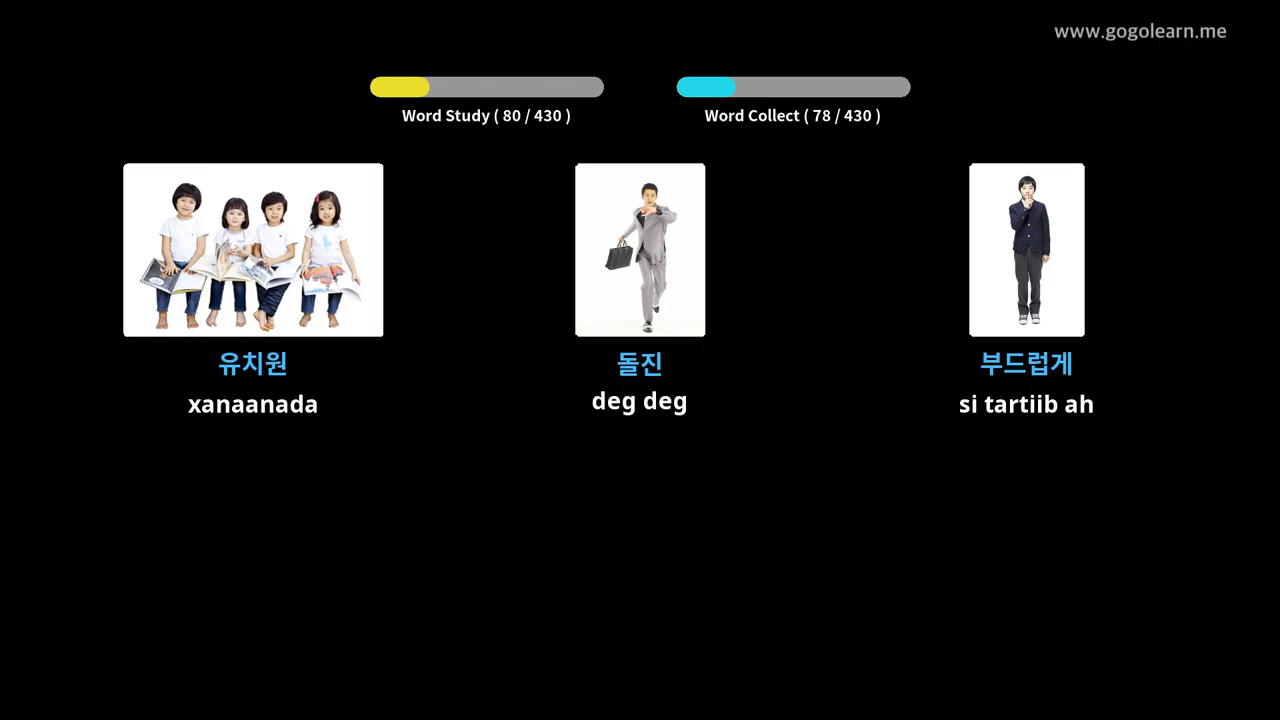 www.gogolearn.me
Word Study ( 80 / 430 )
Word Collect ( 78 / 430 )
유치원
돌진
부드럽게
xanaanada
deg deg
si tartiib ah